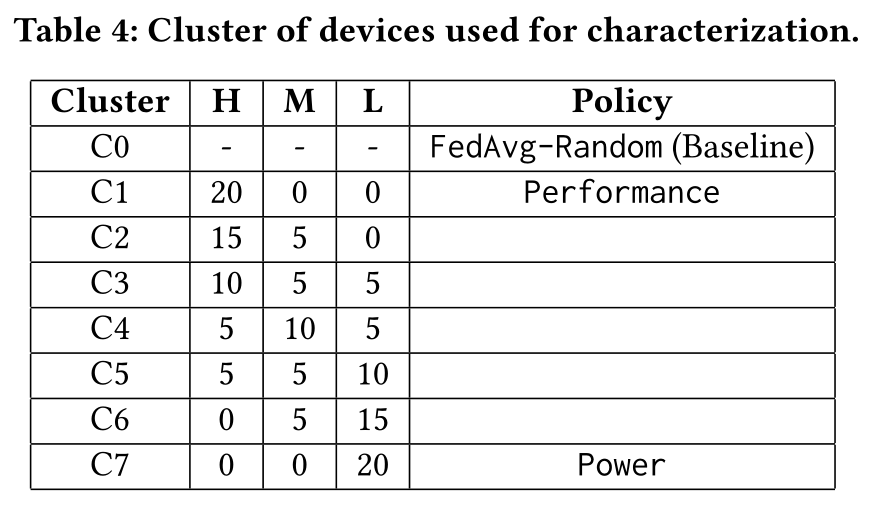 Table 4: Cluster of devices used for characterization.
Cluster H M L Policy
C0 - - - FedAvg-Random (Baseline)
C1 20 0 0 Performance
C2 15 5 0
C3 10 5 5
C4 5 10 5
C5 5 5 10
C6 0 5 15
C7 0 0 20 Power